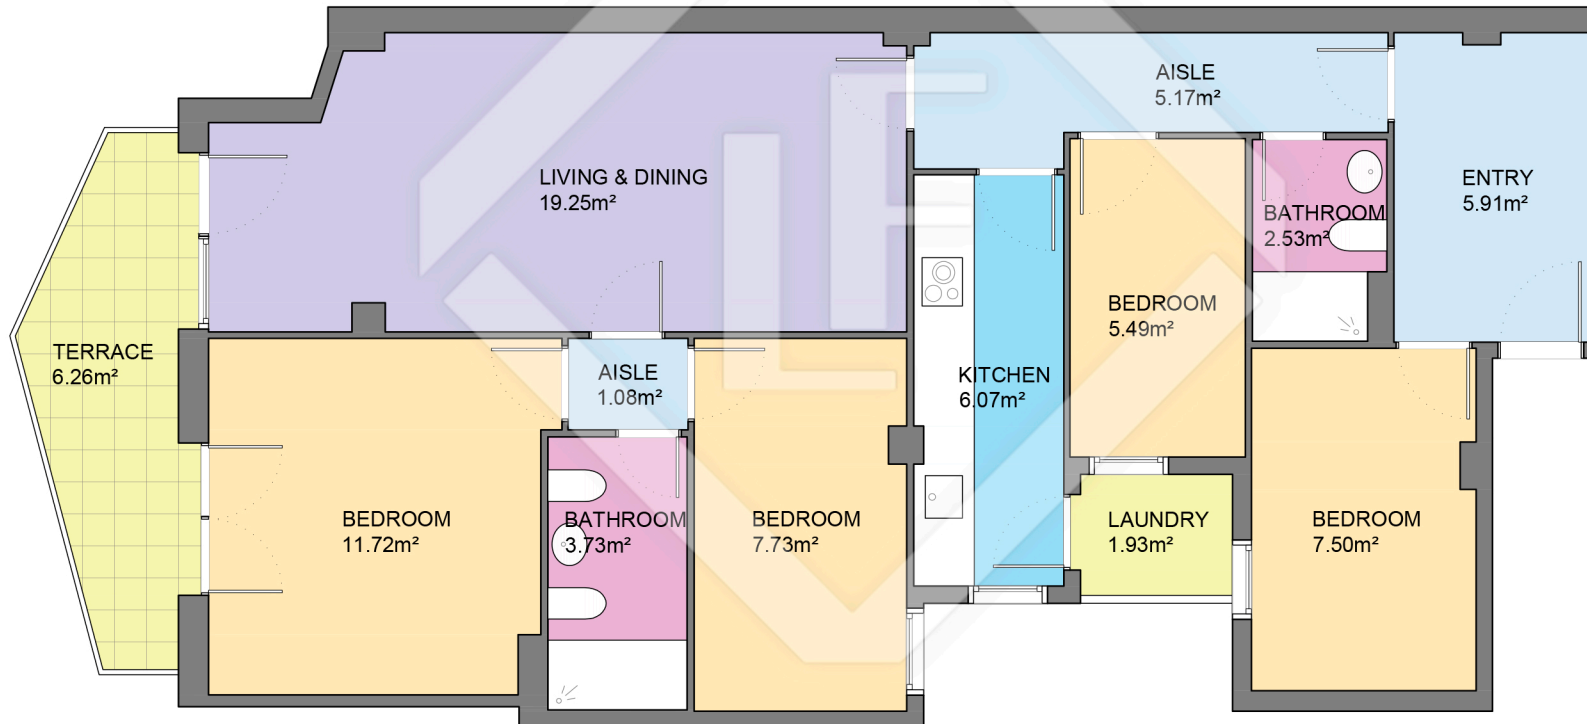 AISLE
5.17m²
LIVING & DINING
19.25m²
ENTRY
5.91m²
BATHROOM
2.53m²
BEDROOM
5.49m²
TERRACE
6.26m²
AISLE
1.08m²
KITCHEN
6.07m²
BEDROOM
11.72m²
BATHROOM
3.73m²
BEDROOM
7.73m²
LAUNDRY
1.93m²
BEDROOM
7.50m²